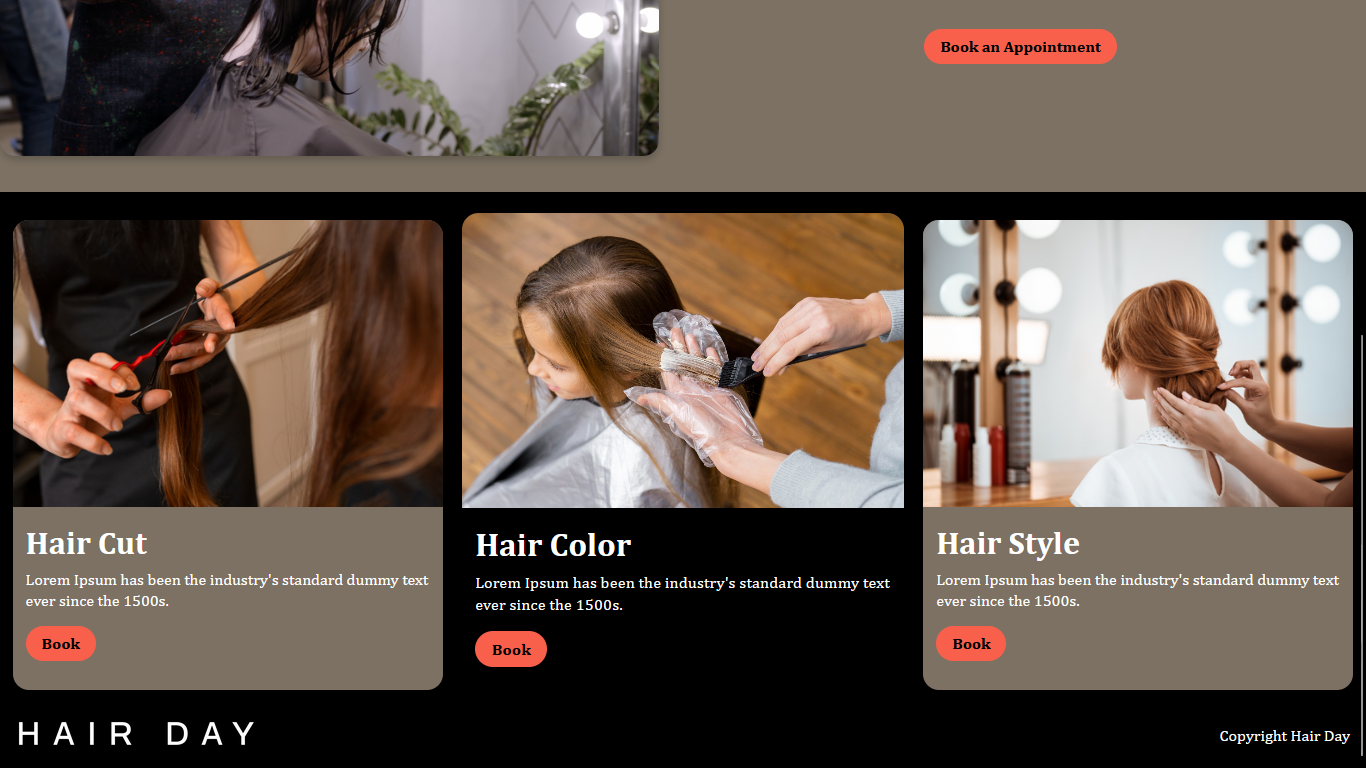 Book an Appointment
Hair Cut
Lorem Ipsum has been the industry's standard dummy text
ever since the 1500s.
Book
Hair Color
Lorem Ipsum has been the industry's standard dummy text
ever since the 1500s.
Book
Hair Style
Lorem Ipsum has been the industry's standard dummy text
ever since the 1500s.
Book
HAIR DAY
Copyright Hair Day